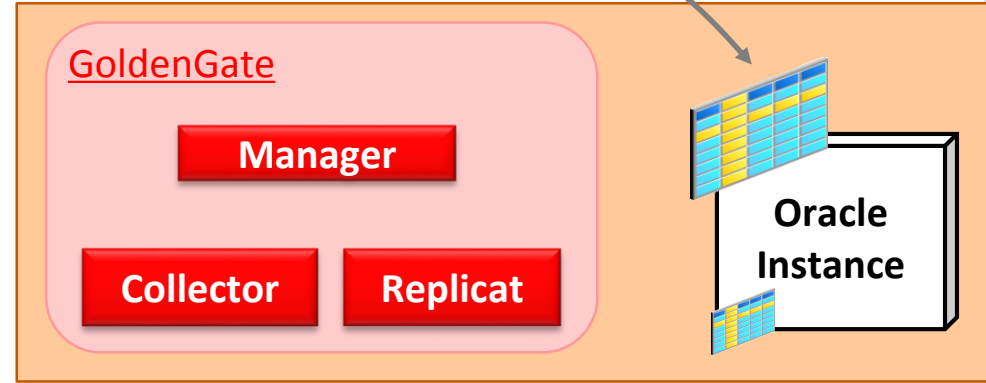 GoldenGate
Manager
Collector
Replicat
Oracle
Instance